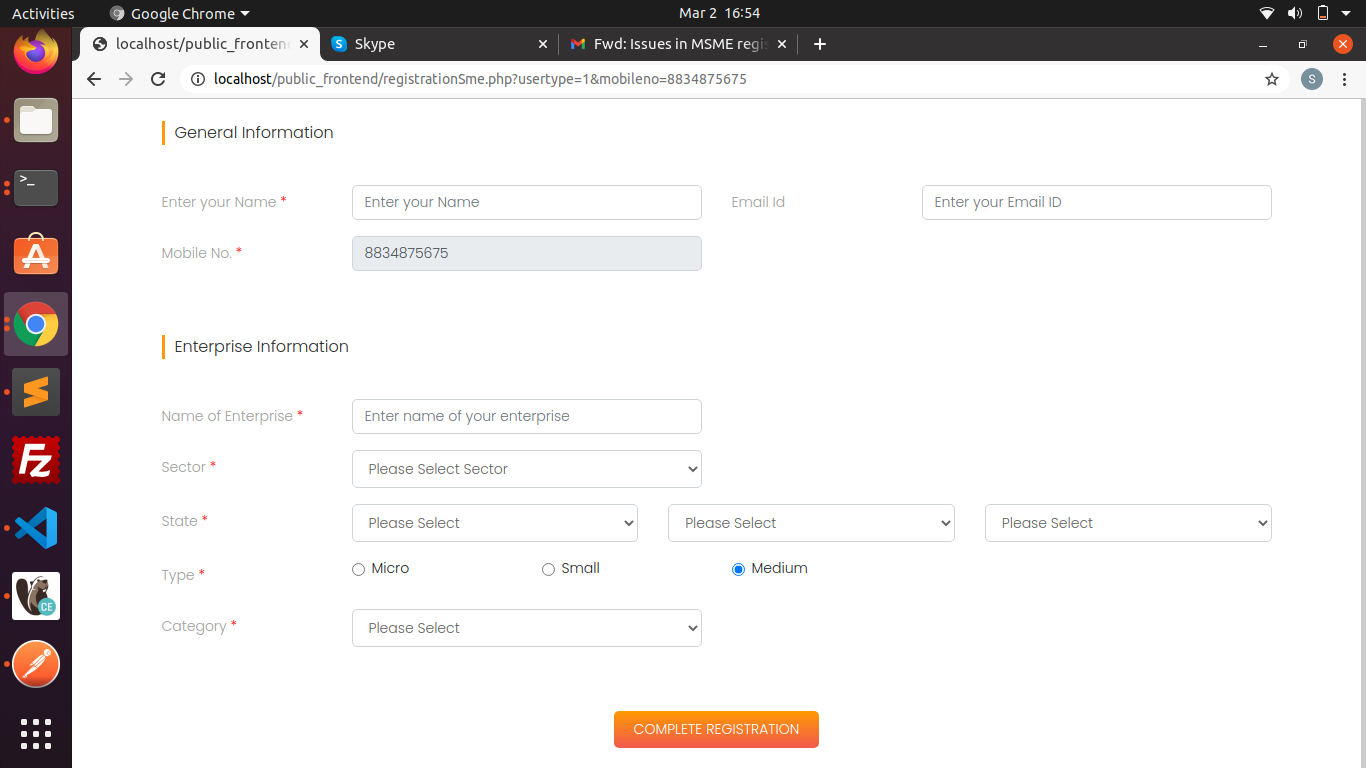 Activities Google Chrome Mar 2 16:54
localhost/public_fronten Skype Fwd: Issues in MSME regis
localhost/public_frontend/registrationSme.php?usertype=1&mobileno=8834875675 S
General Information
Enter your Name * Enter your Name Email Id Enter your Email ID
Mobile No. * 8834875675
Enterprise Information
Name of Enterprise * Enter name of your enterprise
Sector * Please Select Sector
State * Please Select Please Select Please Select
Type * Micro Small Medium
Category * Please Select
COMPLETE REGISTRATION
>_
Fz
CE